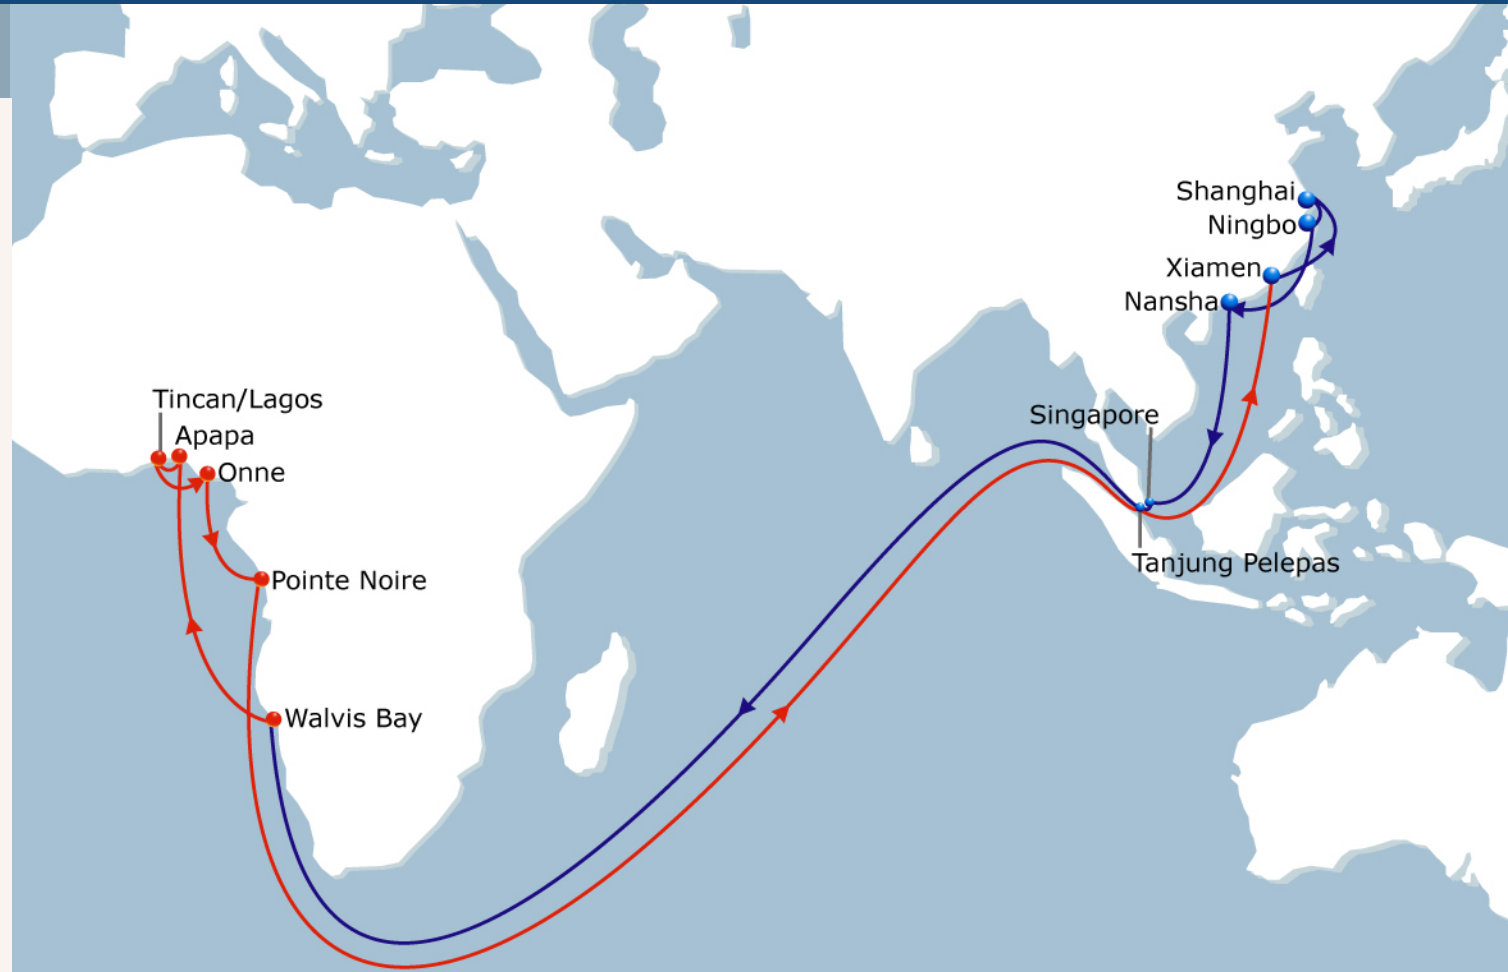 Shanghai
Ningbo
Xiamen
Nansha
Tincan/Lagos
Singapore
Apapa
Onne
Tanjung Pelepas
Pointe Noire
Walvis Bay